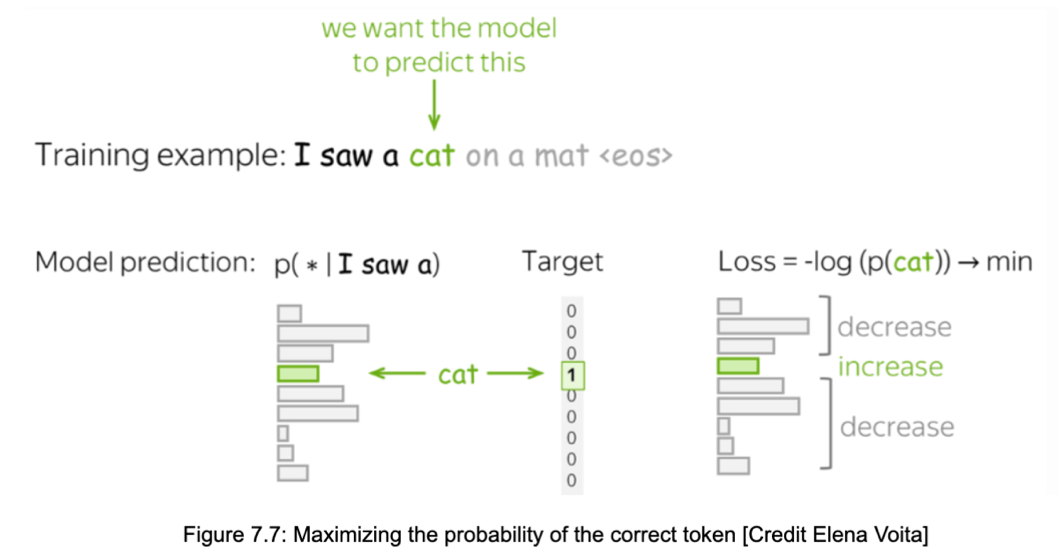 we want the model
to predict this
Training example: I saw a cat on a mat <eos>
Model prediction: p( * | I saw a)
Target
Loss = -log (p(cat)) → min
0
0
0
1
0
0
0
0
0
cat
decrease
increase
decrease
Figure 7.7: Maximizing the probability of the correct token [Credit Elena Voita]